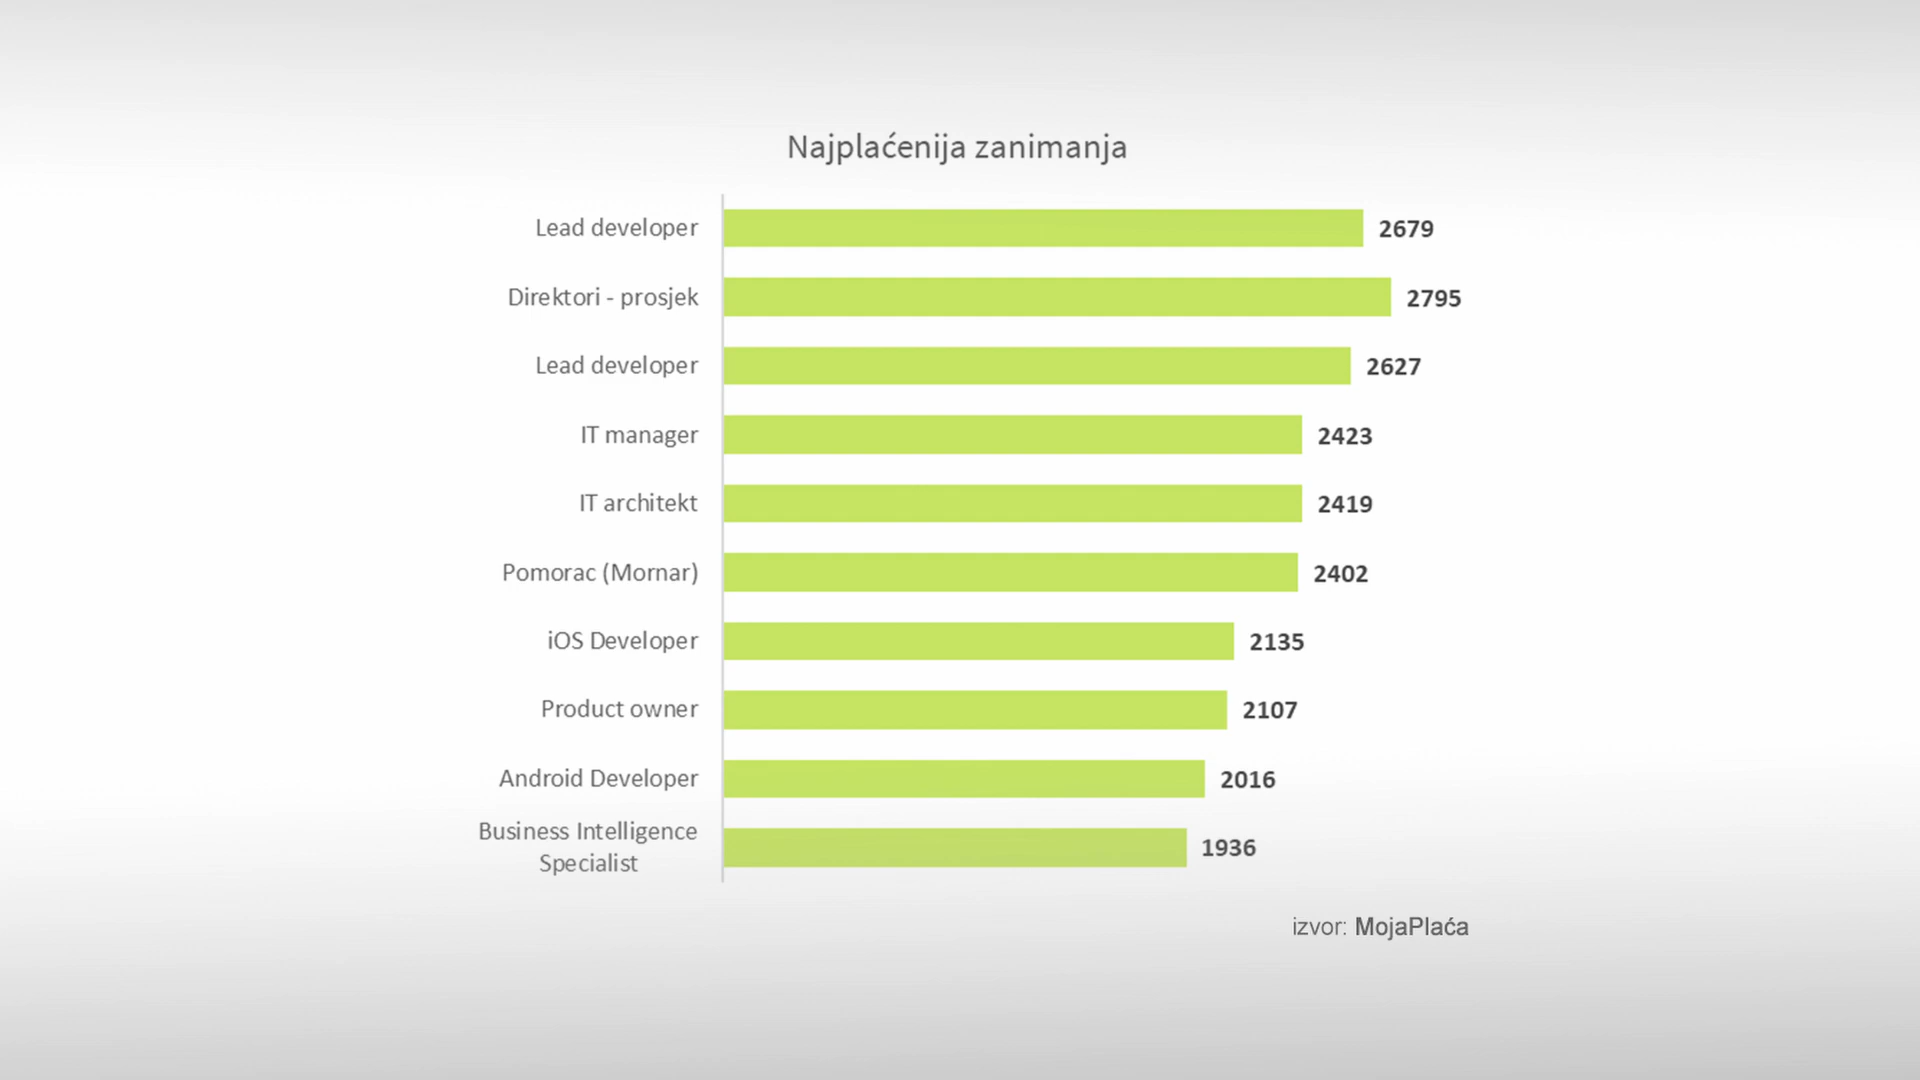 Najplaćenija zanimanja
Lead developer 2679
Direktori - prosjek 2795
Lead developer 2627
IT manager 2423
IT architekt 2419
Pomorac (Mornar) 2402
iOS Developer 2135
Product owner 2107
Android Developer 2016
Business Intelligence
Specialist 1936
izvor: MojaPlaća